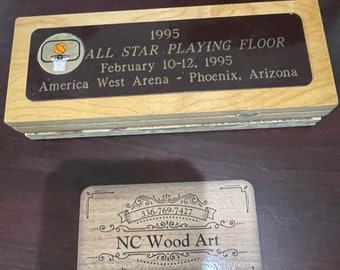 1995
ALL STAR PLAYING FLOOR
February 10-12, 1995
America West Arena - Phoenix, Arizona
336-769-7427
NC Wood Art